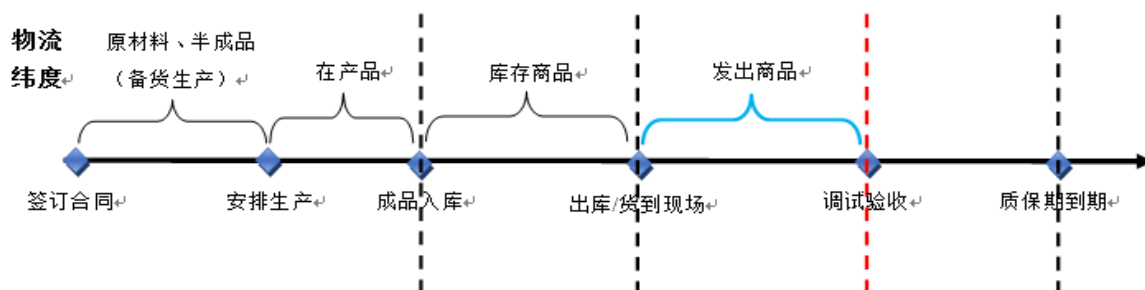 物流
纬度
原材料、半成品
（备货生产）
在产品
库存商品
发出商品
签订合同
安排生产
成品入库
出库/货到现场
调试验收
质保期到期